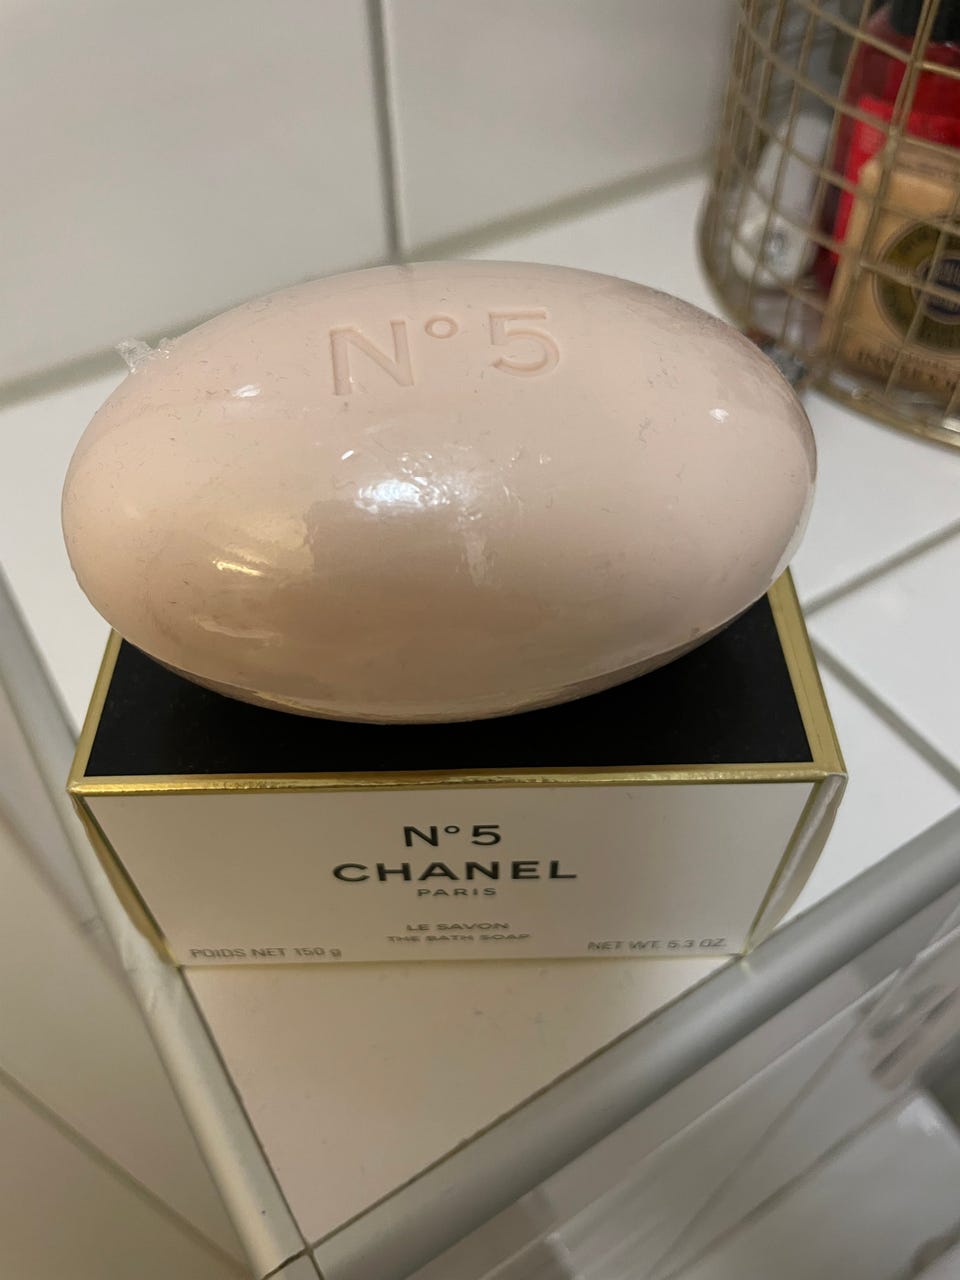 N° 5
N° 5
CHANEL
PARIS
LE SAVON
THE BATH SOAP
POIDS NET 150 g
NET WT. 5.3 OZ.